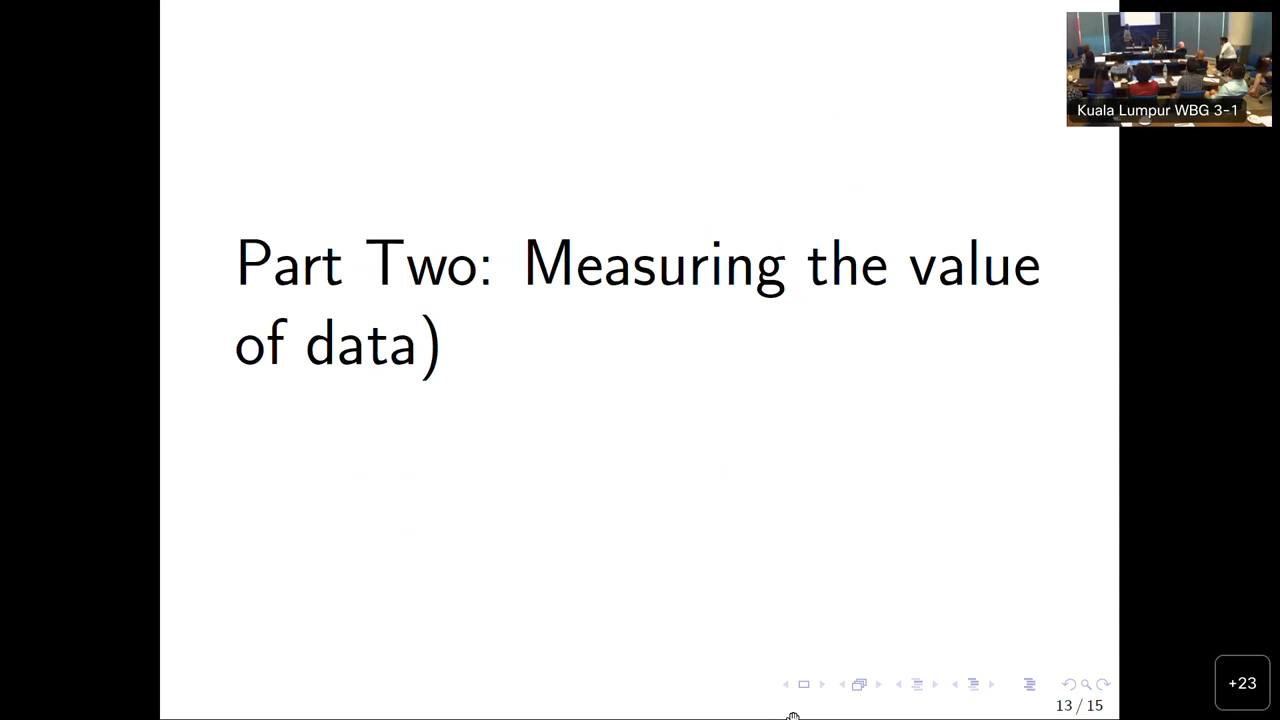 Kuala Lumpur WBG 3-1
Part Two: Measuring the value
of data)
13 / 15
+23